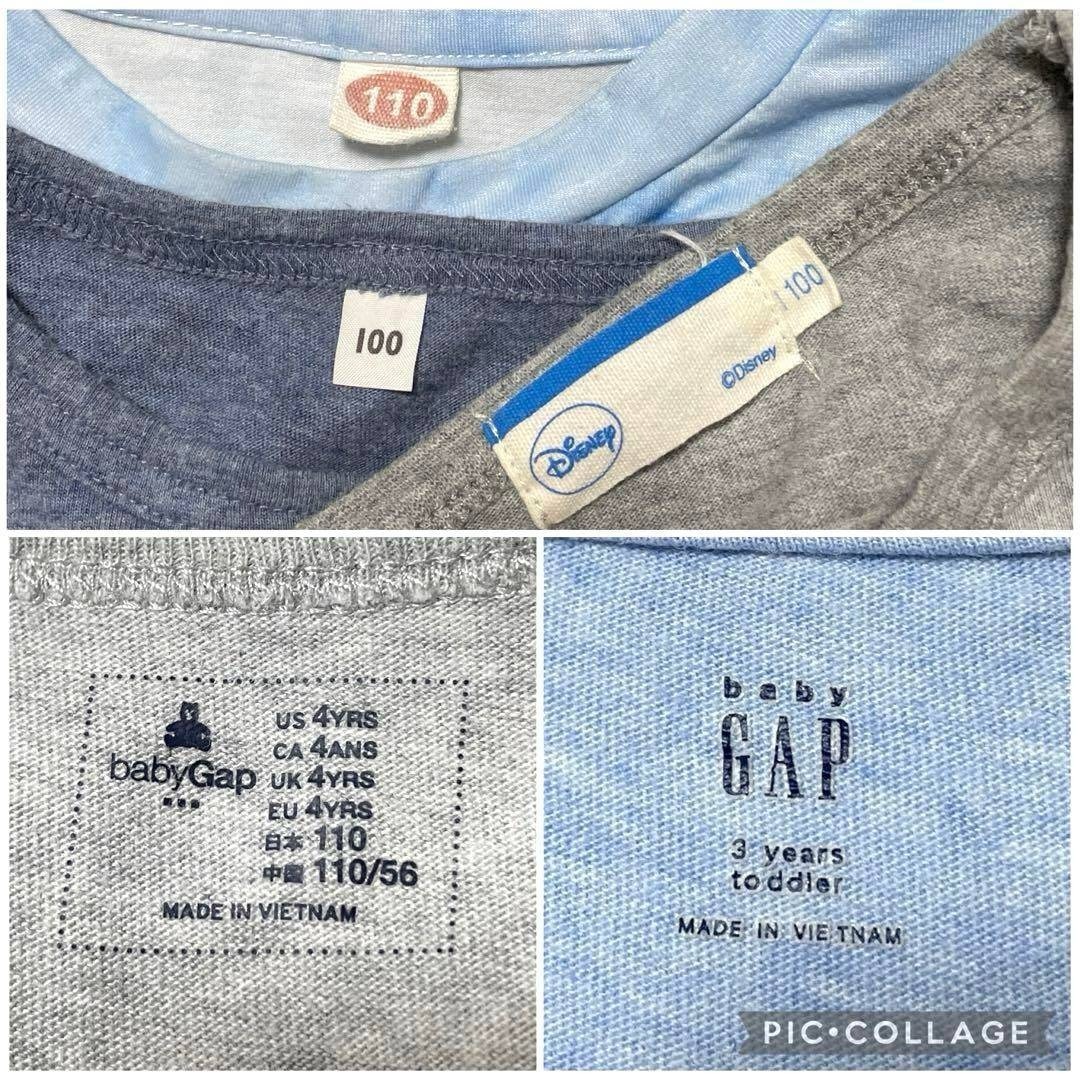 110
100
Disney
©Disney
100
babyGap
US 4YRS
CA 4ANS
UK 4YRS
EU 4YRS
日本 110
中国 110/56
MADE IN VIETNAM
baby
GAP
3 years
toddler
MADE IN VIETNAM
PIC•COLLAGE